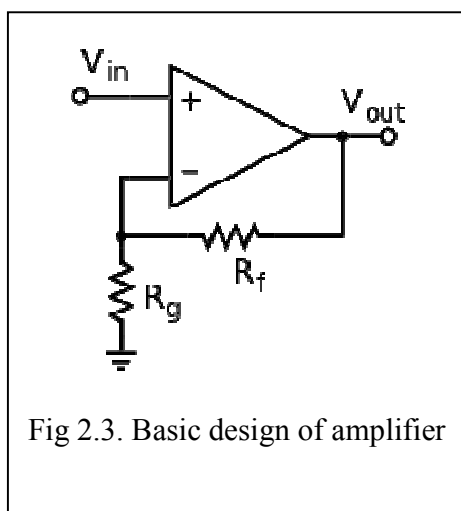 Vin
+
Vout
−
Rf
Rg
Fig 2.3. Basic design of amplifier